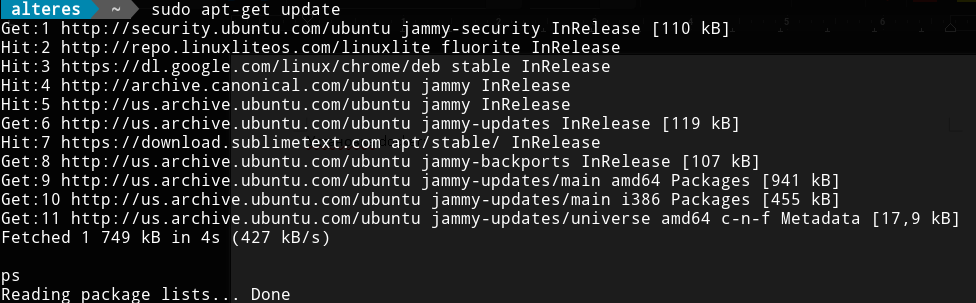 alteres ~ sudo apt-get update
Get:1 http://security.ubuntu.com/ubuntu jammy-security InRelease [110 kB]
Hit:2 http://repo.linuxliteos.com/linuxlite fluorite InRelease
Hit:3 https://dl.google.com/linux/chrome/deb stable InRelease
Hit:4 http://archive.canonical.com/ubuntu jammy InRelease
Hit:5 http://us.archive.ubuntu.com/ubuntu jammy InRelease
Get:6 http://us.archive.ubuntu.com/ubuntu jammy-updates InRelease [119 kB]
Hit:7 https://download.sublimetext.com apt/stable/ InRelease
Get:8 http://us.archive.ubuntu.com/ubuntu jammy-backports InRelease [107 kB]
Get:9 http://us.archive.ubuntu.com/ubuntu jammy-updates/main amd64 Packages [941 kB]
Get:10 http://us.archive.ubuntu.com/ubuntu jammy-updates/main i386 Packages [455 kB]
Get:11 http://us.archive.ubuntu.com/ubuntu jammy-updates/universe amd64 c-n-f Metadata [17,9 kB]
Fetched 1 749 kB in 4s (427 kB/s)
ps
Reading package lists... Done